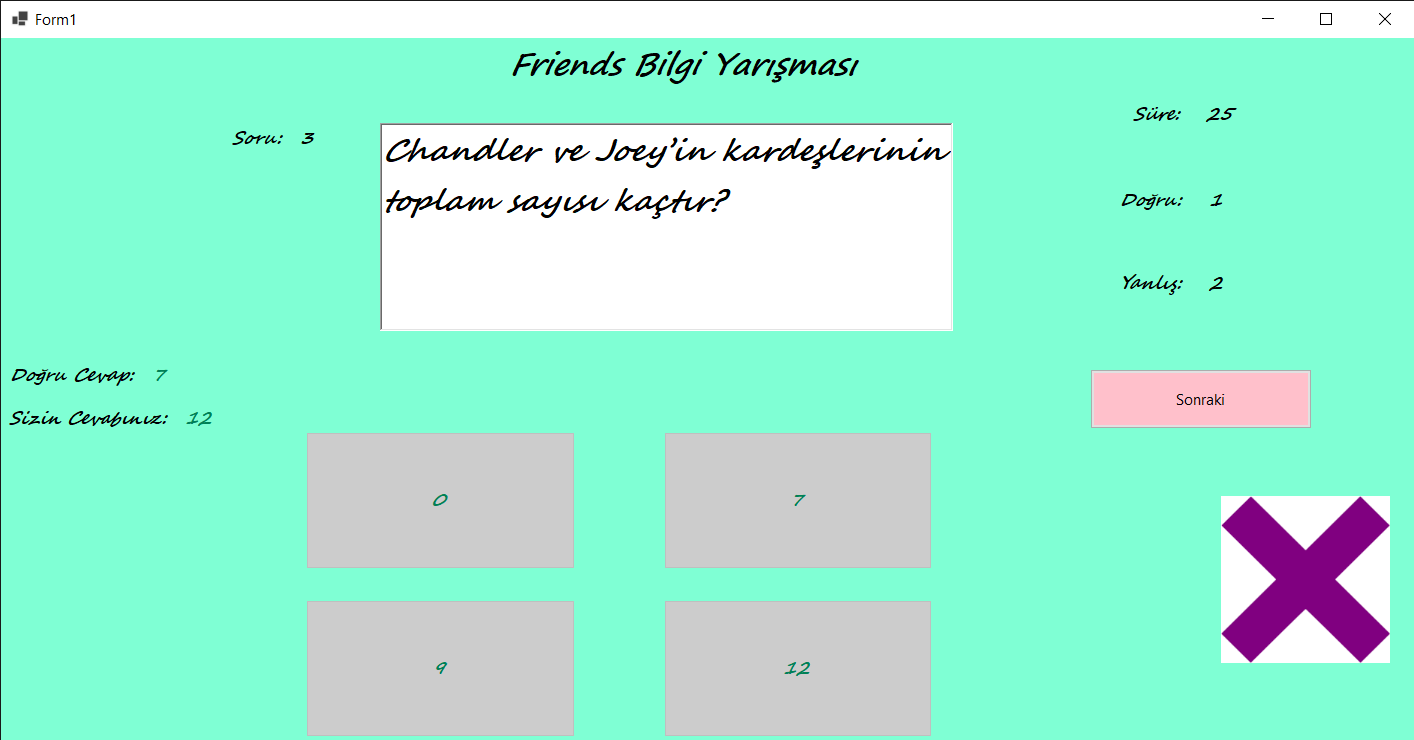 Form1
Friends Bilgi Yarışması
Soru: 3
Chandler ve Joey’in kardeşlerinin
toplam sayısı kaçtır?
Süre: 25
Doğru: 1
Yanlış: 2
Doğru Cevap: 7
Sizin Cevabınız: 12
Sonraki
0
7
9
12